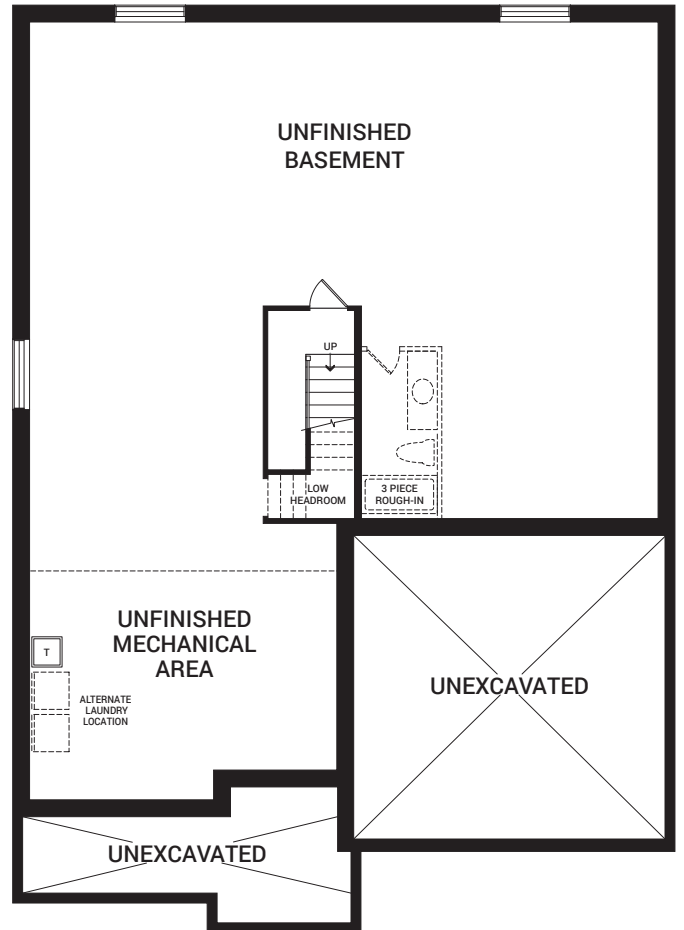 UNFINISHED
BASEMENT
UP
LOW
HEADROOM
3 PIECE
ROUGH-IN
UNFINISHED
MECHANICAL
AREA
T
ALTERNATE
LAUNDRY
LOCATION
UNEXCAVATED
UNEXCAVATED